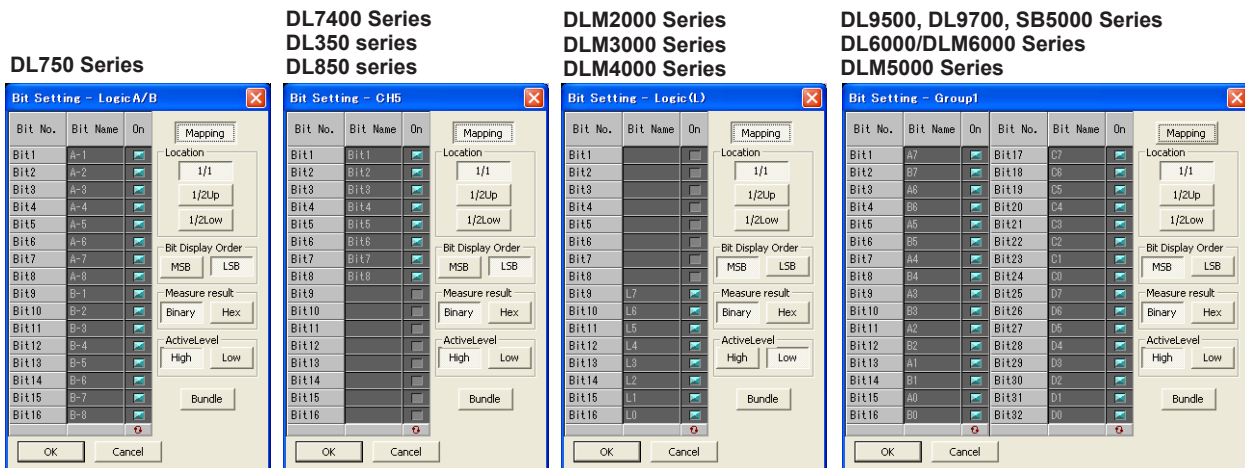 DL750 Series
Bit Setting - LogicA/B
Bit No. Bit Name On Mapping
Bit1 A-1 Location
Bit2 A-2 1/1
Bit3 A-3 1/2Up
Bit4 A-4
Bit5 A-5 1/2Low
Bit6 A-6 Bit Display Order
Bit7 A-7 MSB LSB
Bit8 A-8
Bit9 B-1 Measure result
Bit10 B-2 Binary Hex
Bit11 B-3
Bit12 B-4 ActiveLevel
Bit13 B-5 High Low
Bit14 B-6
Bit15 B-7 Bundle
Bit16 B-8
OK Cancel
DL7400 Series
DL350 series
DL850 series
Bit Setting - CH5
Bit No. Bit Name On Mapping
Bit1 Bit1 Location
Bit2 Bit2 1/1
Bit3 Bit3 1/2Up
Bit4 Bit4
Bit5 Bit5 1/2Low
Bit6 Bit6 Bit Display Order
Bit7 Bit7 MSB LSB
Bit8 Bit8
Bit9 Measure result
Bit10 Binary Hex
Bit11
Bit12 ActiveLevel
Bit13 High Low
Bit14
Bit15 Bundle
Bit16
OK Cancel
DLM2000 Series
DLM3000 Series
DLM4000 Series
Bit Setting - Logic(L)
Bit No. Bit Name On Mapping
Bit1 Location
Bit2 1/1
Bit3 1/2Up
Bit4
Bit5 1/2Low
Bit6 Bit Display Order
Bit7 MSB LSB
Bit8
Bit9 L7 Measure result
Bit10 L6 Binary Hex
Bit11 L5
Bit12 L4 ActiveLevel
Bit13 L3 High Low
Bit14 L2
Bit15 L1 Bundle
Bit16 L0
OK Cancel
DL9500, DL9700, SB5000 Series
DL6000/DLM6000 Series
DLM5000 Series
Bit Setting - Group1
Bit No. Bit Name On Bit No. Bit Name On Mapping
Bit1 A7 Bit17 C7 Location
Bit2 B7 Bit18 C6 1/1
Bit3 A6 Bit19 C5 1/2Up
Bit4 B6 Bit20 C4
Bit5 A5 Bit21 C3 1/2Low
Bit6 B5 Bit22 C2 Bit Display Order
Bit7 A4 Bit23 C1 MSB LSB
Bit8 B4 Bit24 C0
Bit9 A3 Bit25 D7 Measure result
Bit10 B3 Bit26 D6 Binary Hex
Bit11 A2 Bit27 D5
Bit12 B2 Bit28 D4 ActiveLevel
Bit13 A1 Bit29 D3 High Low
Bit14 B1 Bit30 D2
Bit15 A0 Bit31 D1 Bundle
Bit16 B0 Bit32 D0
OK Cancel